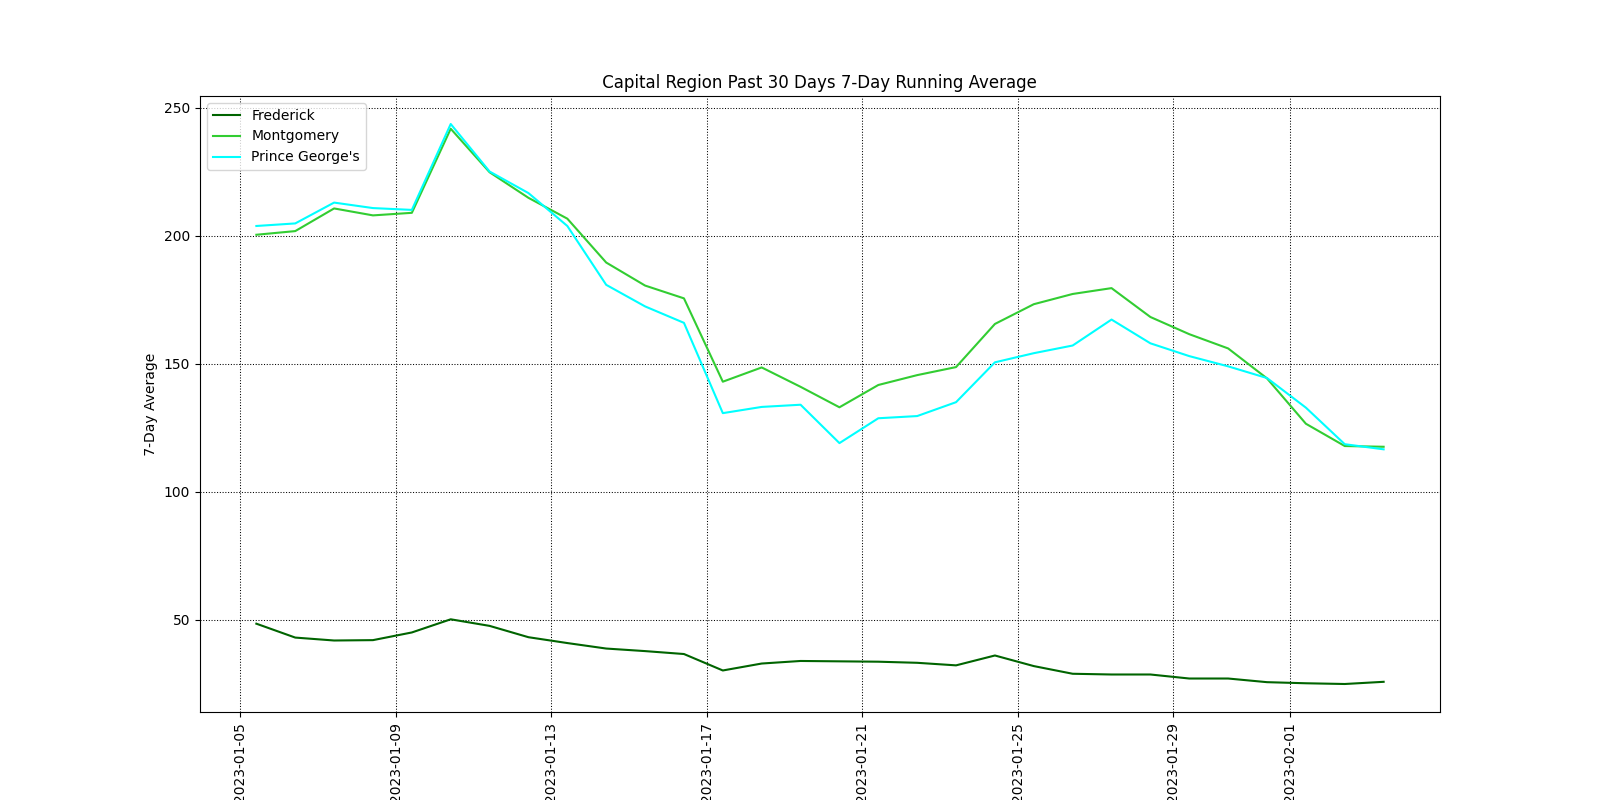 Capital Region Past 30 Days 7-Day Running Average
Frederick
Montgomery
Prince George's
250
200
150
100
50
7-Day Average
2023-01-05
2023-01-09
2023-01-13
2023-01-17
2023-01-21
2023-01-25
2023-01-29
2023-02-01